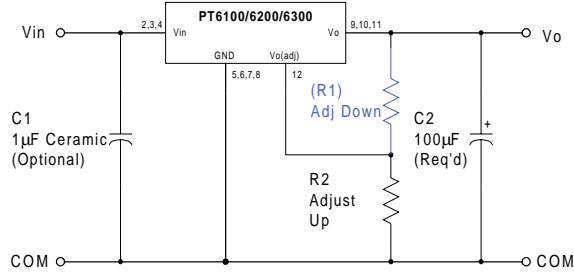 PT6100/6200/6300
Vin
2,3,4
Vin
Vo
9,10,11
Vo
GND
Vo(adj)
5,6,7,8
12
(R1)
Adj Down
C1
1µF Ceramic
(Optional)
C2
+
100µF
(Req'd)
R2
Adjust
Up
COM
COM